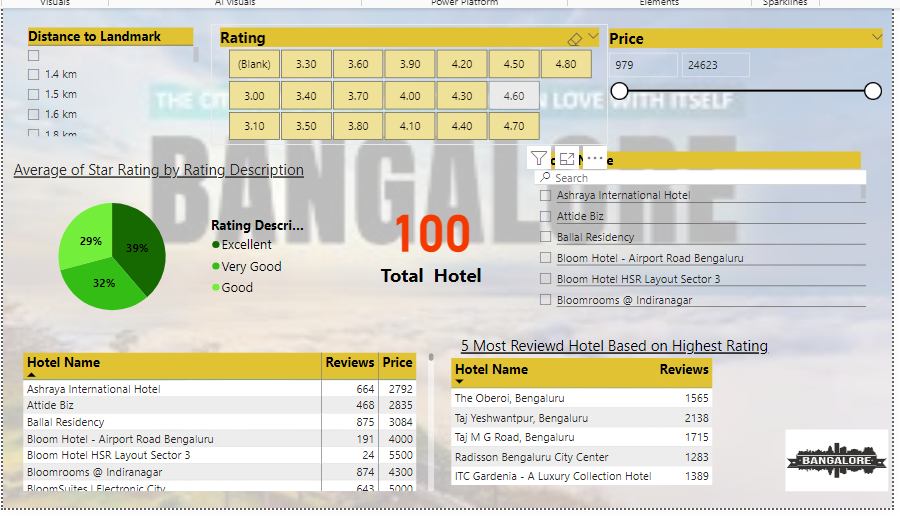 Visuals AI Visuals Power Platform Elements Sparklines
Distance to Landmark
1.4 km
1.5 km
1.6 km
1.8 km
Rating
(Blank) 3.30 3.60 3.90 4.20 4.50 4.80
3.00 3.40 3.70 4.00 4.30 4.60
3.10 3.50 3.80 4.10 4.40 4.70
Price
979 24623
THE IN LOVE WITH ITSELF
BANGALORE
Average of Star Rating by Rating Description
29%
39%
32%
Rating Descri...
Excellent
Very Good
Good
100
Total Hotel
Search
Ashraya International Hotel
Attide Biz
Ballal Residency
Bloom Hotel - Airport Road Bengaluru
Bloom Hotel HSR Layout Sector 3
Bloomrooms @ Indiranagar
Hotel Name Reviews Price
Ashraya International Hotel 664 2792
Attide Biz 468 2835
Ballal Residency 875 3084
Bloom Hotel - Airport Road Bengaluru 191 4000
Bloom Hotel HSR Layout Sector 3 24 5500
Bloomrooms @ Indiranagar 874 4300
BloomSuites | Electronic City 643 5000
5 Most Reviewd Hotel Based on Highest Rating
Hotel Name Reviews
The Oberoi, Bengaluru 1565
Taj Yeshwantpur, Bengaluru 2138
Taj M G Road, Bengaluru 1715
Radisson Bengaluru City Center 1283
ITC Gardenia - A Luxury Collection Hotel 1389
BANGALORE